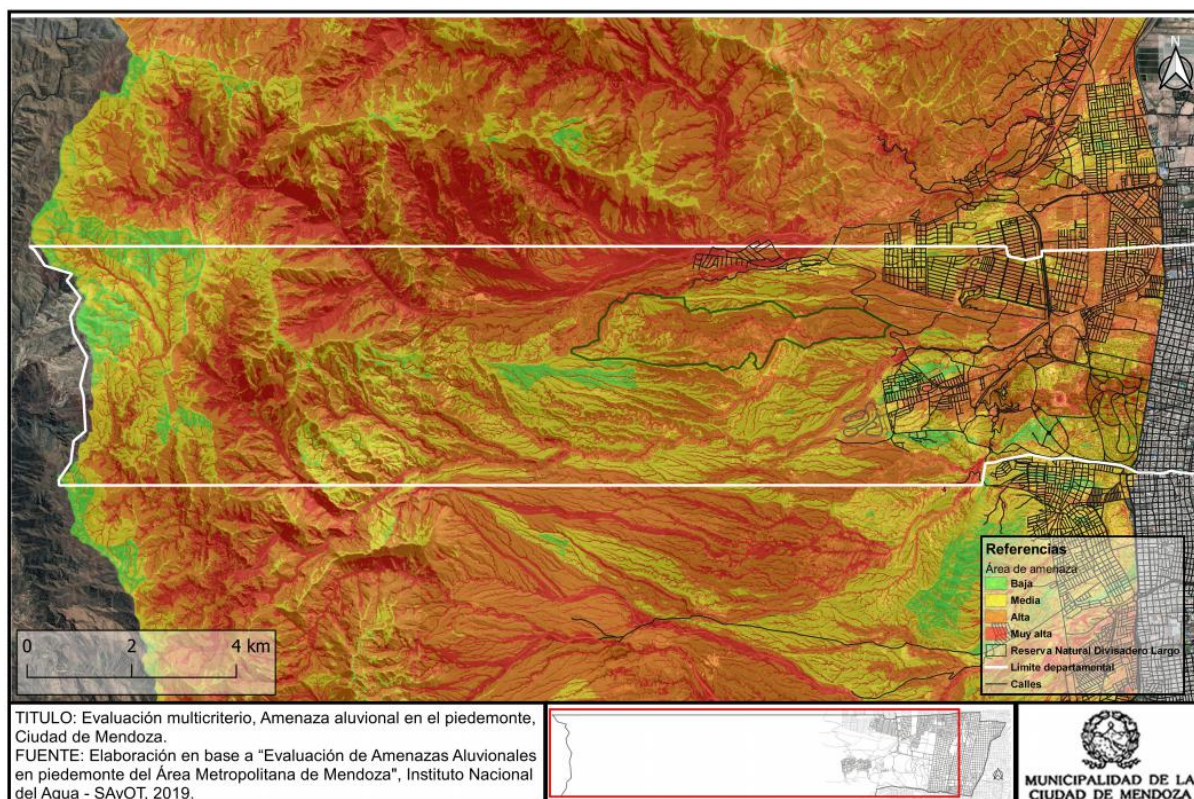 N
Referencias
Área de amenaza
Baja
Media
Alta
Muy alta
Reserva Natural Divisadero Largo
Límite departamental
Calles
0 2 4 km
TITULO: Evaluación multicriterio, Amenaza aluvional en el piedemonte,
Ciudad de Mendoza.
FUENTE: Elaboración en base a “Evaluación de Amenazas Aluvionales
en piedemonte del Área Metropolitana de Mendoza", Instituto Nacional
del Agua - SAyOT, 2019.
MUNICIPALIDAD DE LA
CIUDAD DE MENDOZA